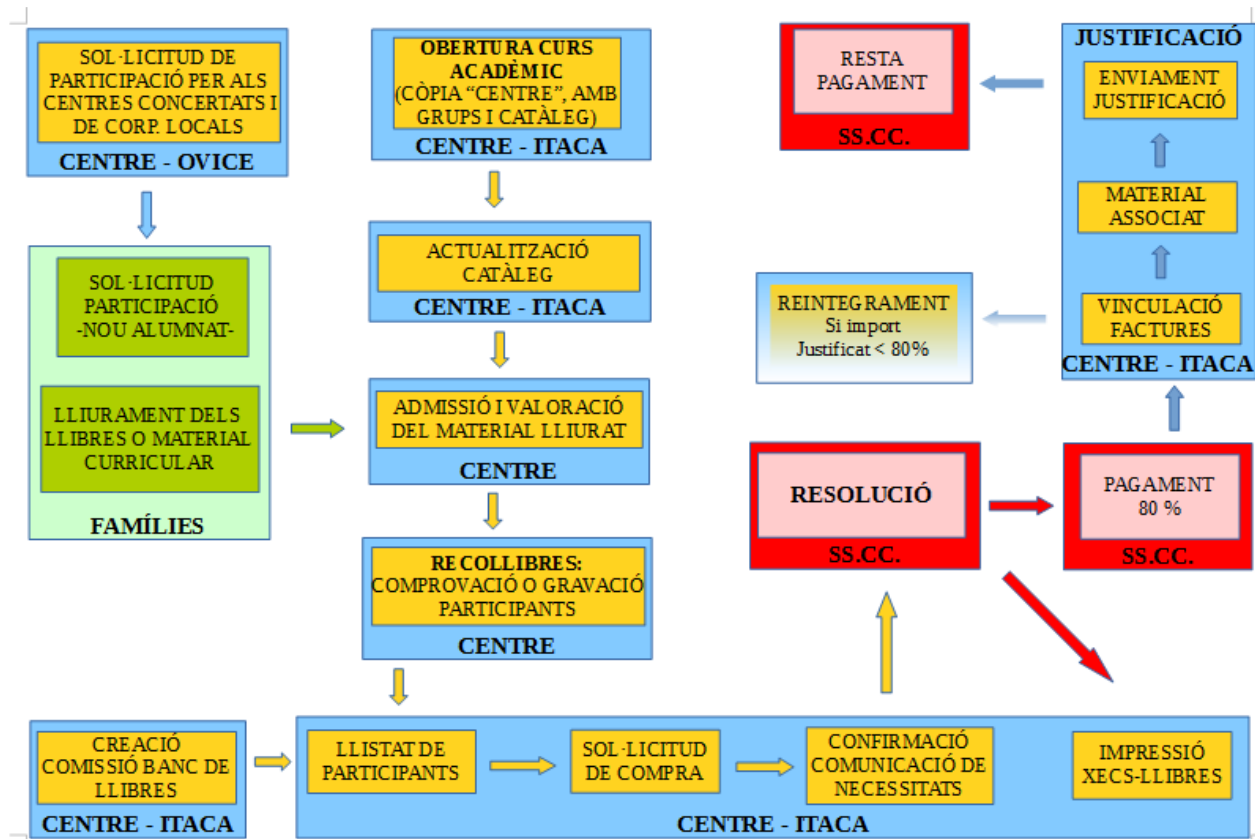 SOL·LICITUD DE
PARTICIPACIÓ PER ALS
CENTRES CONCERTATS I
DE CORP. LOCALS
CENTRE - OVICE
SOL·LICITUD
PARTICIPACIÓ
-NOU ALUMNAT-
LLIURAMENT DELS
LLIBRES O MATERIAL
CURRICULAR
FAMÍLIES
OBERTURA CURS
ACADÈMIC
(CÒPIA “CENTRE”, AMB
GRUPS I CATÀLEG)
CENTRE - ITACA
ACTUALITZACIÓ
CATÀLEG
CENTRE - ITACA
ADMISSIÓ I VALORACIÓ
DEL MATERIAL LLIURAT
CENTRE
RECOLLIBRES:
COMPROVACIÓ O GRAVACIÓ
PARTICIPANTS
CENTRE
CREACIÓ
COMISSIÓ BANC DE
LLIBRES
CENTRE - ITACA
LLISTAT DE
PARTICIPANTS
SOL·LICITUD
DE COMPRA
CONFIRMACIÓ
COMUNICACIÓ DE
NECESSITATS
IMPRESSIÓ
XECS-LLIBRES
CENTRE - ITACA
RESOLUCIÓ
SS.CC.
PAGAMENT
80 %
SS.CC.
JUSTIFICACIÓ
ENVIAMENT
JUSTIFICACIÓ
MATERIAL
ASSOCIAT
VINCULACIÓ
FACTURES
CENTRE - ITACA
REINTEGRAMENT
Si import
Justificat < 80%
RESTA
PAGAMENT
SS.CC.